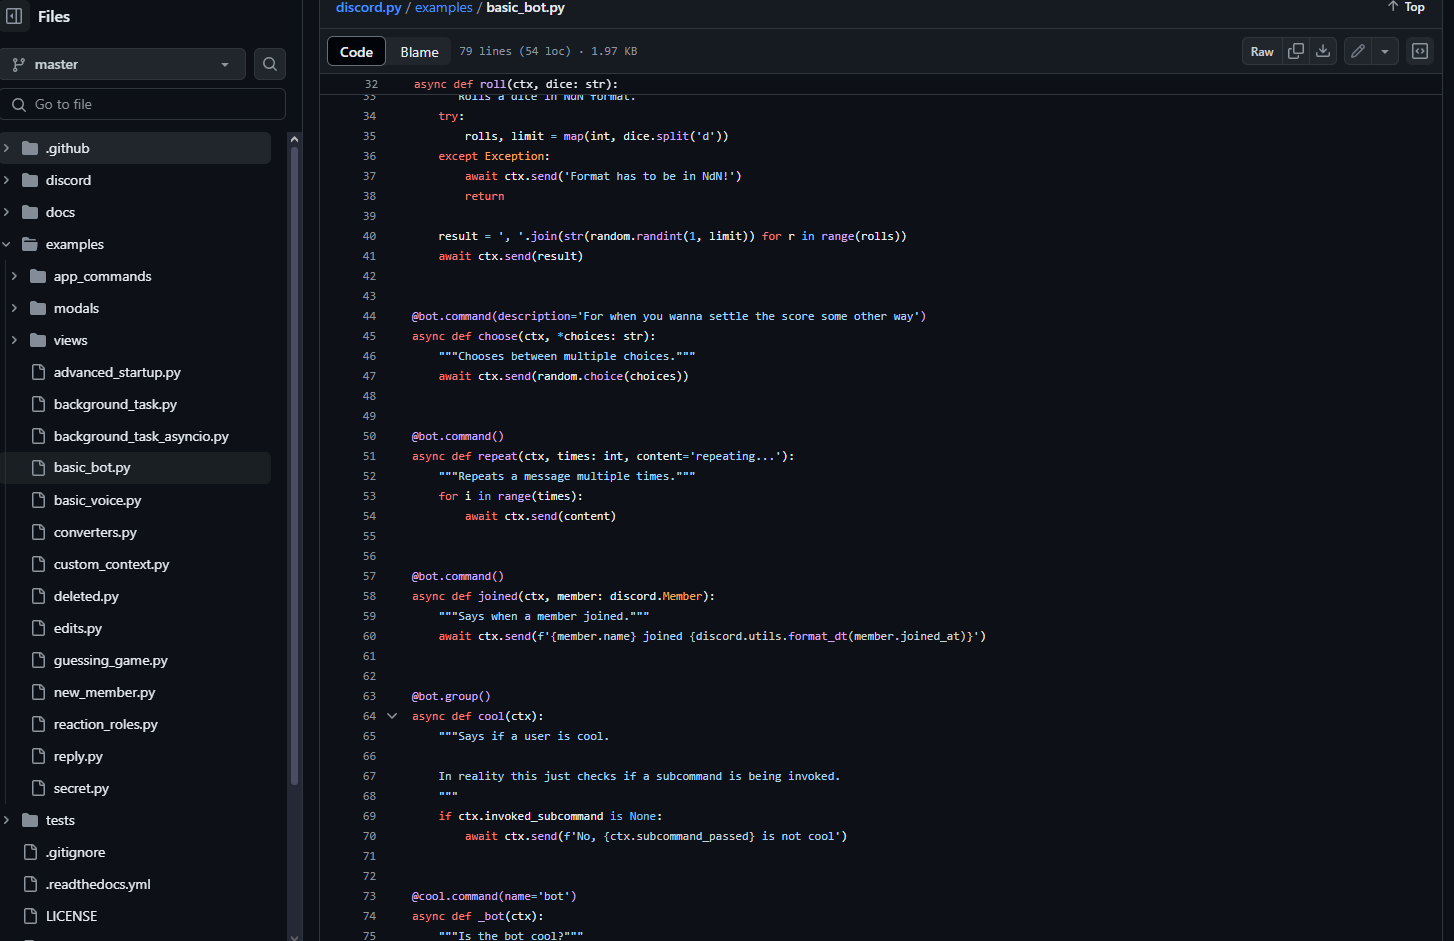 Files
master
Go to file
.github
discord
docs
examples
app_commands
modals
views
advanced_startup.py
background_task.py
background_task_asyncio.py
basic_bot.py
basic_voice.py
converters.py
custom_context.py
deleted.py
edits.py
guessing_game.py
new_member.py
reaction_roles.py
reply.py
secret.py
tests
.gitignore
.readthedocs.yml
LICENSE
discord.py / examples / basic_bot.py
Top
Code Blame 79 lines (54 loc) · 1.97 KB
Raw
32 async def roll(ctx, dice: str):
33 """Rolls a dice in NdN format."""
34     try:
35         rolls, limit = map(int, dice.split('d'))
36     except Exception:
37         await ctx.send('Format has to be in NdN!')
38         return
39
40     result = ', '.join(str(random.randint(1, limit)) for r in range(rolls))
41     await ctx.send(result)
42
43
44 @bot.command(description='For when you wanna settle the score some other way')
45 async def choose(ctx, *choices: str):
46     """Chooses between multiple choices."""
47     await ctx.send(random.choice(choices))
48
49
50 @bot.command()
51 async def repeat(ctx, times: int, content='repeating...'):
52     """Repeats a message multiple times."""
53     for i in range(times):
54         await ctx.send(content)
55
56
57 @bot.command()
58 async def joined(ctx, member: discord.Member):
59     """Says when a member joined."""
60     await ctx.send(f'{member.name} joined {discord.utils.format_dt(member.joined_at)}')
61
62
63 @bot.group()
64 async def cool(ctx):
65     """Says if a user is cool.
66
67     In reality this just checks if a subcommand is being invoked.
68     """
69     if ctx.invoked_subcommand is None:
70         await ctx.send(f'No, {ctx.subcommand_passed} is not cool')
71
72
73 @cool.command(name='bot')
74 async def _bot(ctx):
75     """Is the bot cool?"""